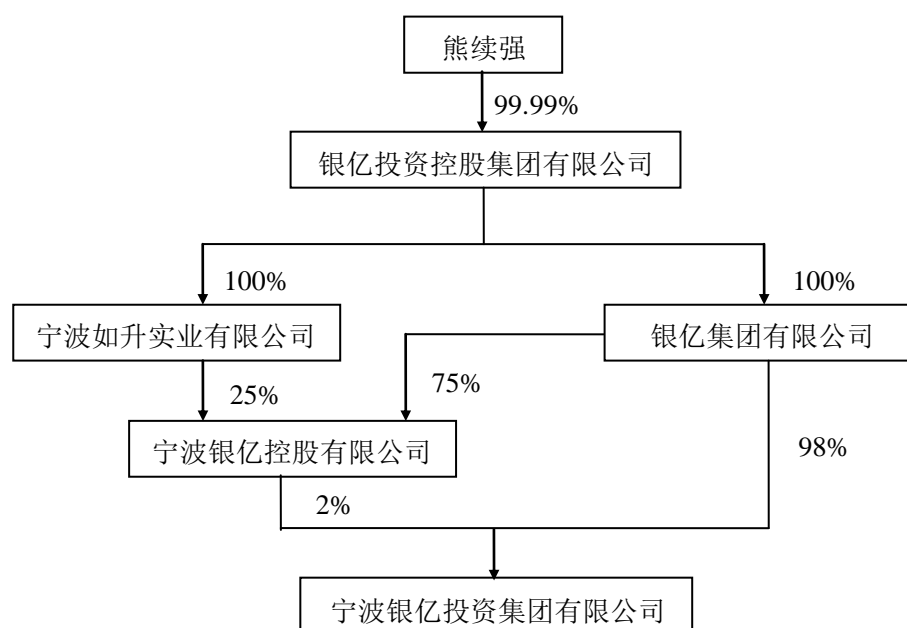 熊续强
99.99%
银亿投资控股集团有限公司
100%
100%
宁波如升实业有限公司
银亿集团有限公司
25%
75%
宁波银亿控股有限公司
98%
2%
宁波银亿投资集团有限公司